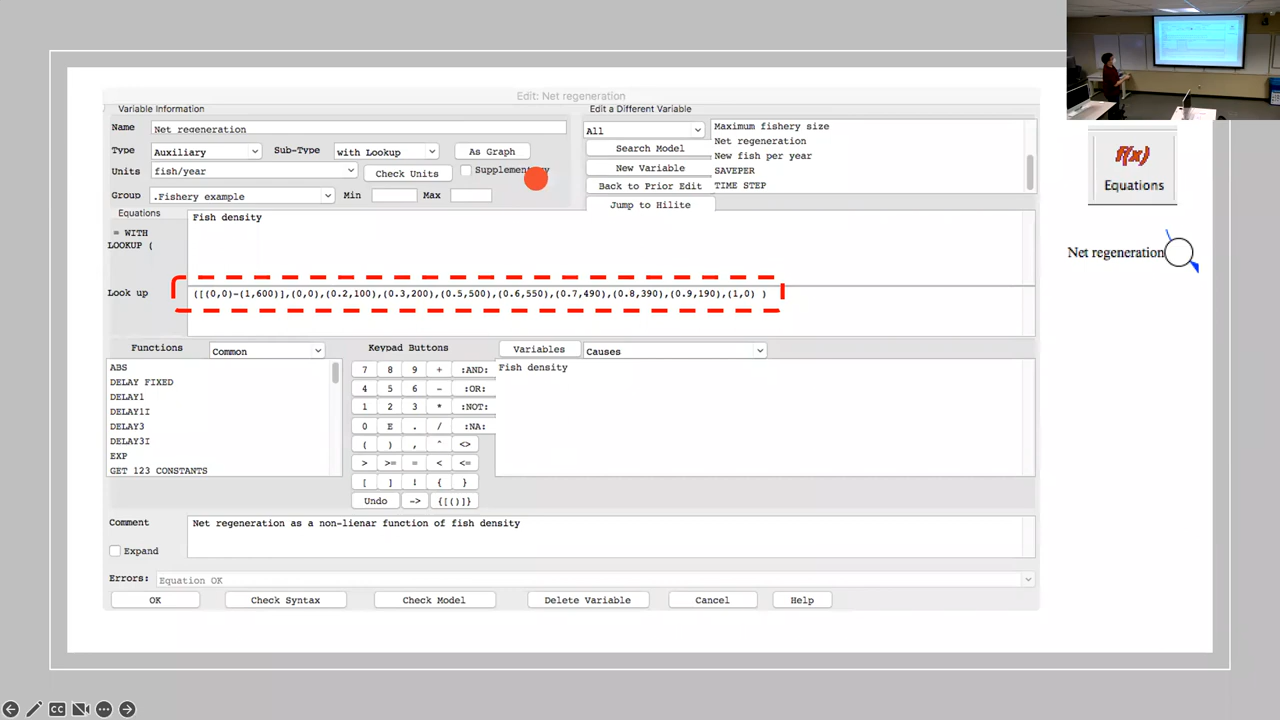 Edit: Net regeneration
Variable Information
Edit a Different Variable
Name Net regeneration
Type Auxiliary Sub-Type with Lookup As Graph
Units fish/year Check Units Supplementary
Group .Fishery example Min Max
All
Search Model
New Variable
Back to Prior Edit
Jump to Hilite
Maximum fishery size
Net regeneration
New fish per year
SAVEPER
TIME STEP
f(x)
Equations
Net regeneration
Equations
= WITH
LOOKUP (
Fish density
Look up
([(0,0)-(1,600)],(0,0),(0.2,100),(0.3,200),(0.5,500),(0.6,550),(0.7,490),(0.8,390),(0.9,190),(1,0) )
Functions Common
ABS
DELAY FIXED
DELAY1
DELAY1I
DELAY3
DELAY3I
EXP
GET 123 CONSTANTS
Keypad Buttons
7 8 9 + :AND:
4 5 6 - :OR:
1 2 3 * :NOT:
0 E . / :NA:
( ) , ^ <>
> >= = < <=
[ ] ! { }
Undo -> {[()]}
Variables Causes
Fish density
Comment
Net regeneration as a non-lienar function of fish density
Expand
Errors: Equation OK
OK Check Syntax Check Model Delete Variable Cancel Help
CC